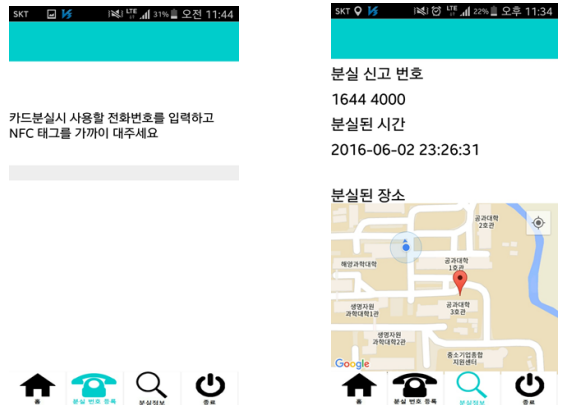 SKT LTE 31% 오전 11:44
카드분실시 사용할 전화번호를 입력하고
NFC 태그를 가까이 대주세요
홈 분실 번호 등록 분실정보 종료
SKT LTE 22% 오후 11:34
분실 신고 번호
1644 4000
분실된 시간
2016-06-02 23:26:31
분실된 장소
공과대학
2호관
해양과학대학
공과대학
1호관
생명자원
과학대학1관
공과대학
3호관
생명자원
과학대학2관
중소기업종합
지원센터
Google
홈 분실 번호 등록 분실정보 종료